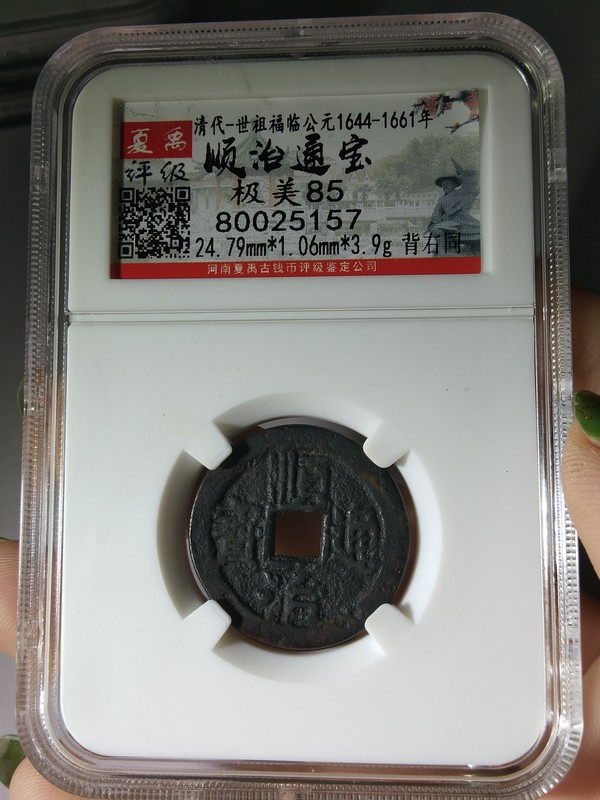 清代-世祖福临公元1644-1661年
夏禹
评级
顺治通宝
极美85
80025157
24.79mm*1.06mm*3.9g 背右同
河南夏禹古钱币评级鉴定公司
順治通寶